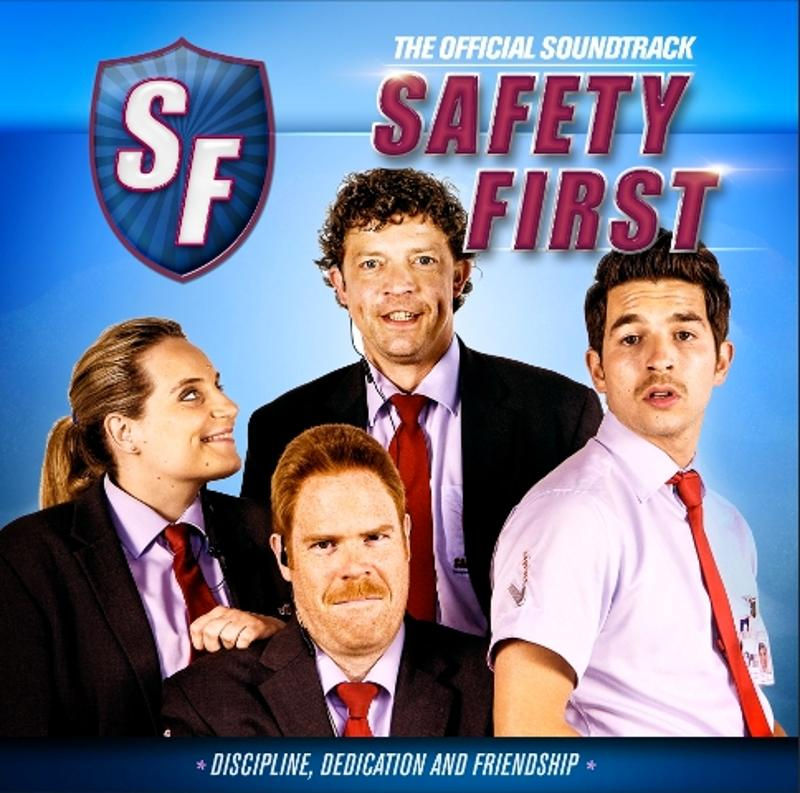 SF
THE OFFICIAL SOUNDTRACK
SAFETY
FIRST
* DISCIPLINE, DEDICATION AND FRIENDSHIP *